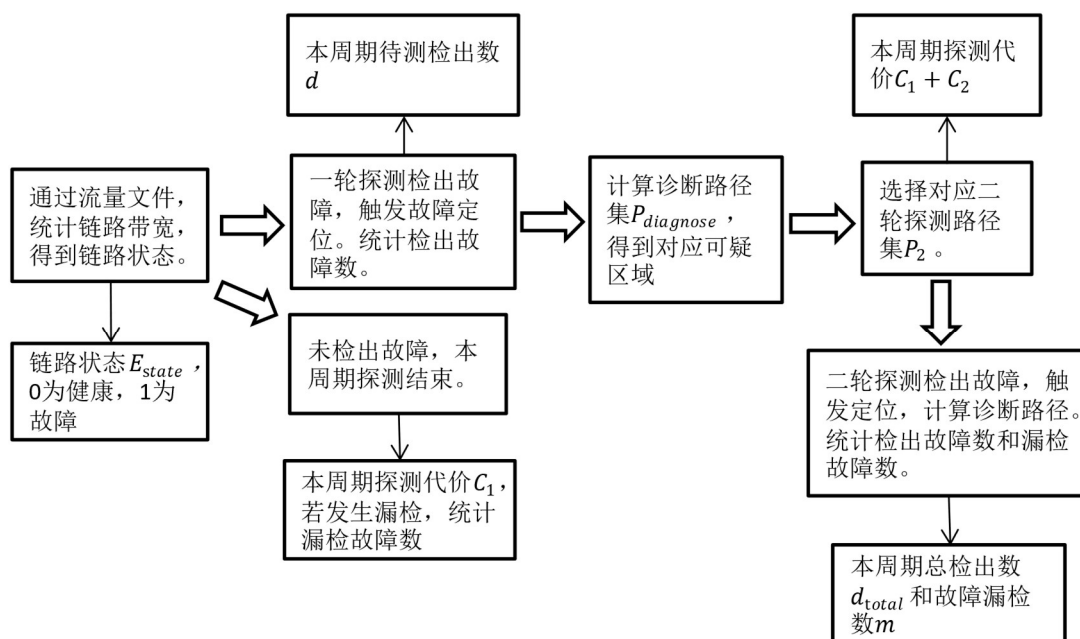 本周期待测检出数
d
本周期探测代
价C₁ + C₂
通过流量文件，
统计链路带宽，
得到链路状态。
一轮探测检出故
障，触发故障定
位。统计检出故
障数。
计算诊断路径
集P_diagnose，
得到对应可疑
区域
选择对应二
轮探测路径
集P₂。
链路状态E_state，
0为健康，1为
故障
未检出故障，本
周期探测结束。
二轮探测检出故障，触
发定位，计算诊断路径。
统计检出故障数和漏检
故障数。
本周期探测代价C₁，
若发生漏检，统计
漏检故障数
本周期总检出数
d_total 和故障漏检
数m